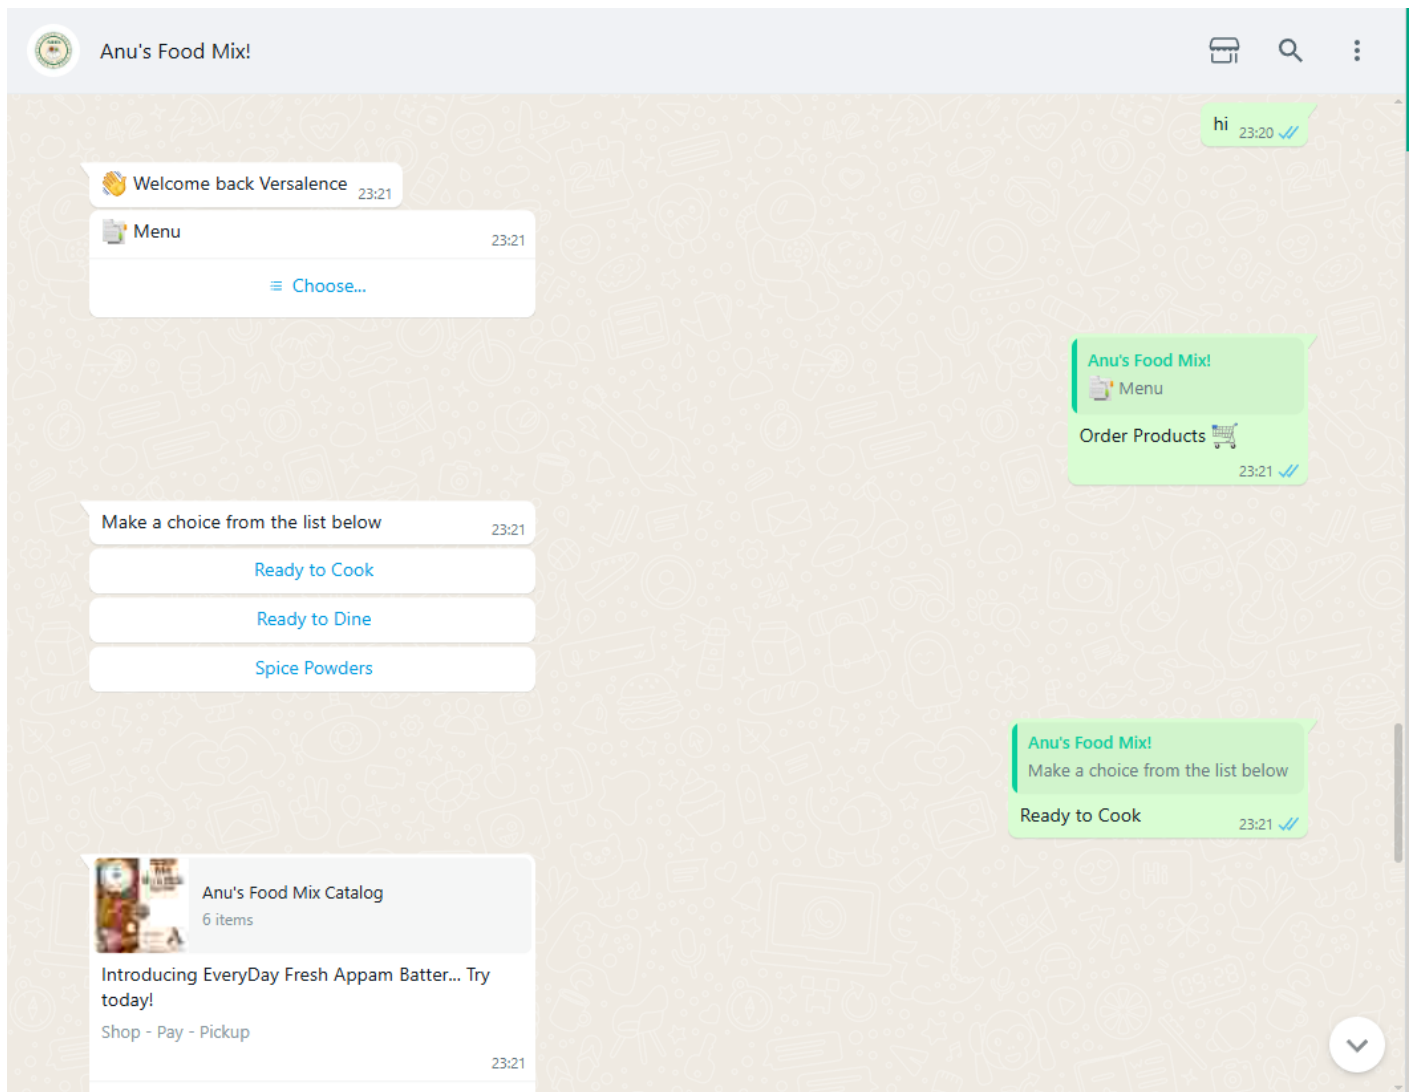 Anu's Food Mix!
hi 23:20
👋 Welcome back Versalence 23:21
📑 Menu 23:21
Choose...
Anu's Food Mix!
📑 Menu
Order Products 🛒
23:21
Make a choice from the list below 23:21
Ready to Cook
Ready to Dine
Spice Powders
Anu's Food Mix!
Make a choice from the list below
Ready to Cook 23:21
Anu's Food Mix Catalog
6 items
Introducing EveryDay Fresh Appam Batter... Try
today!
Shop - Pay - Pickup
23:21